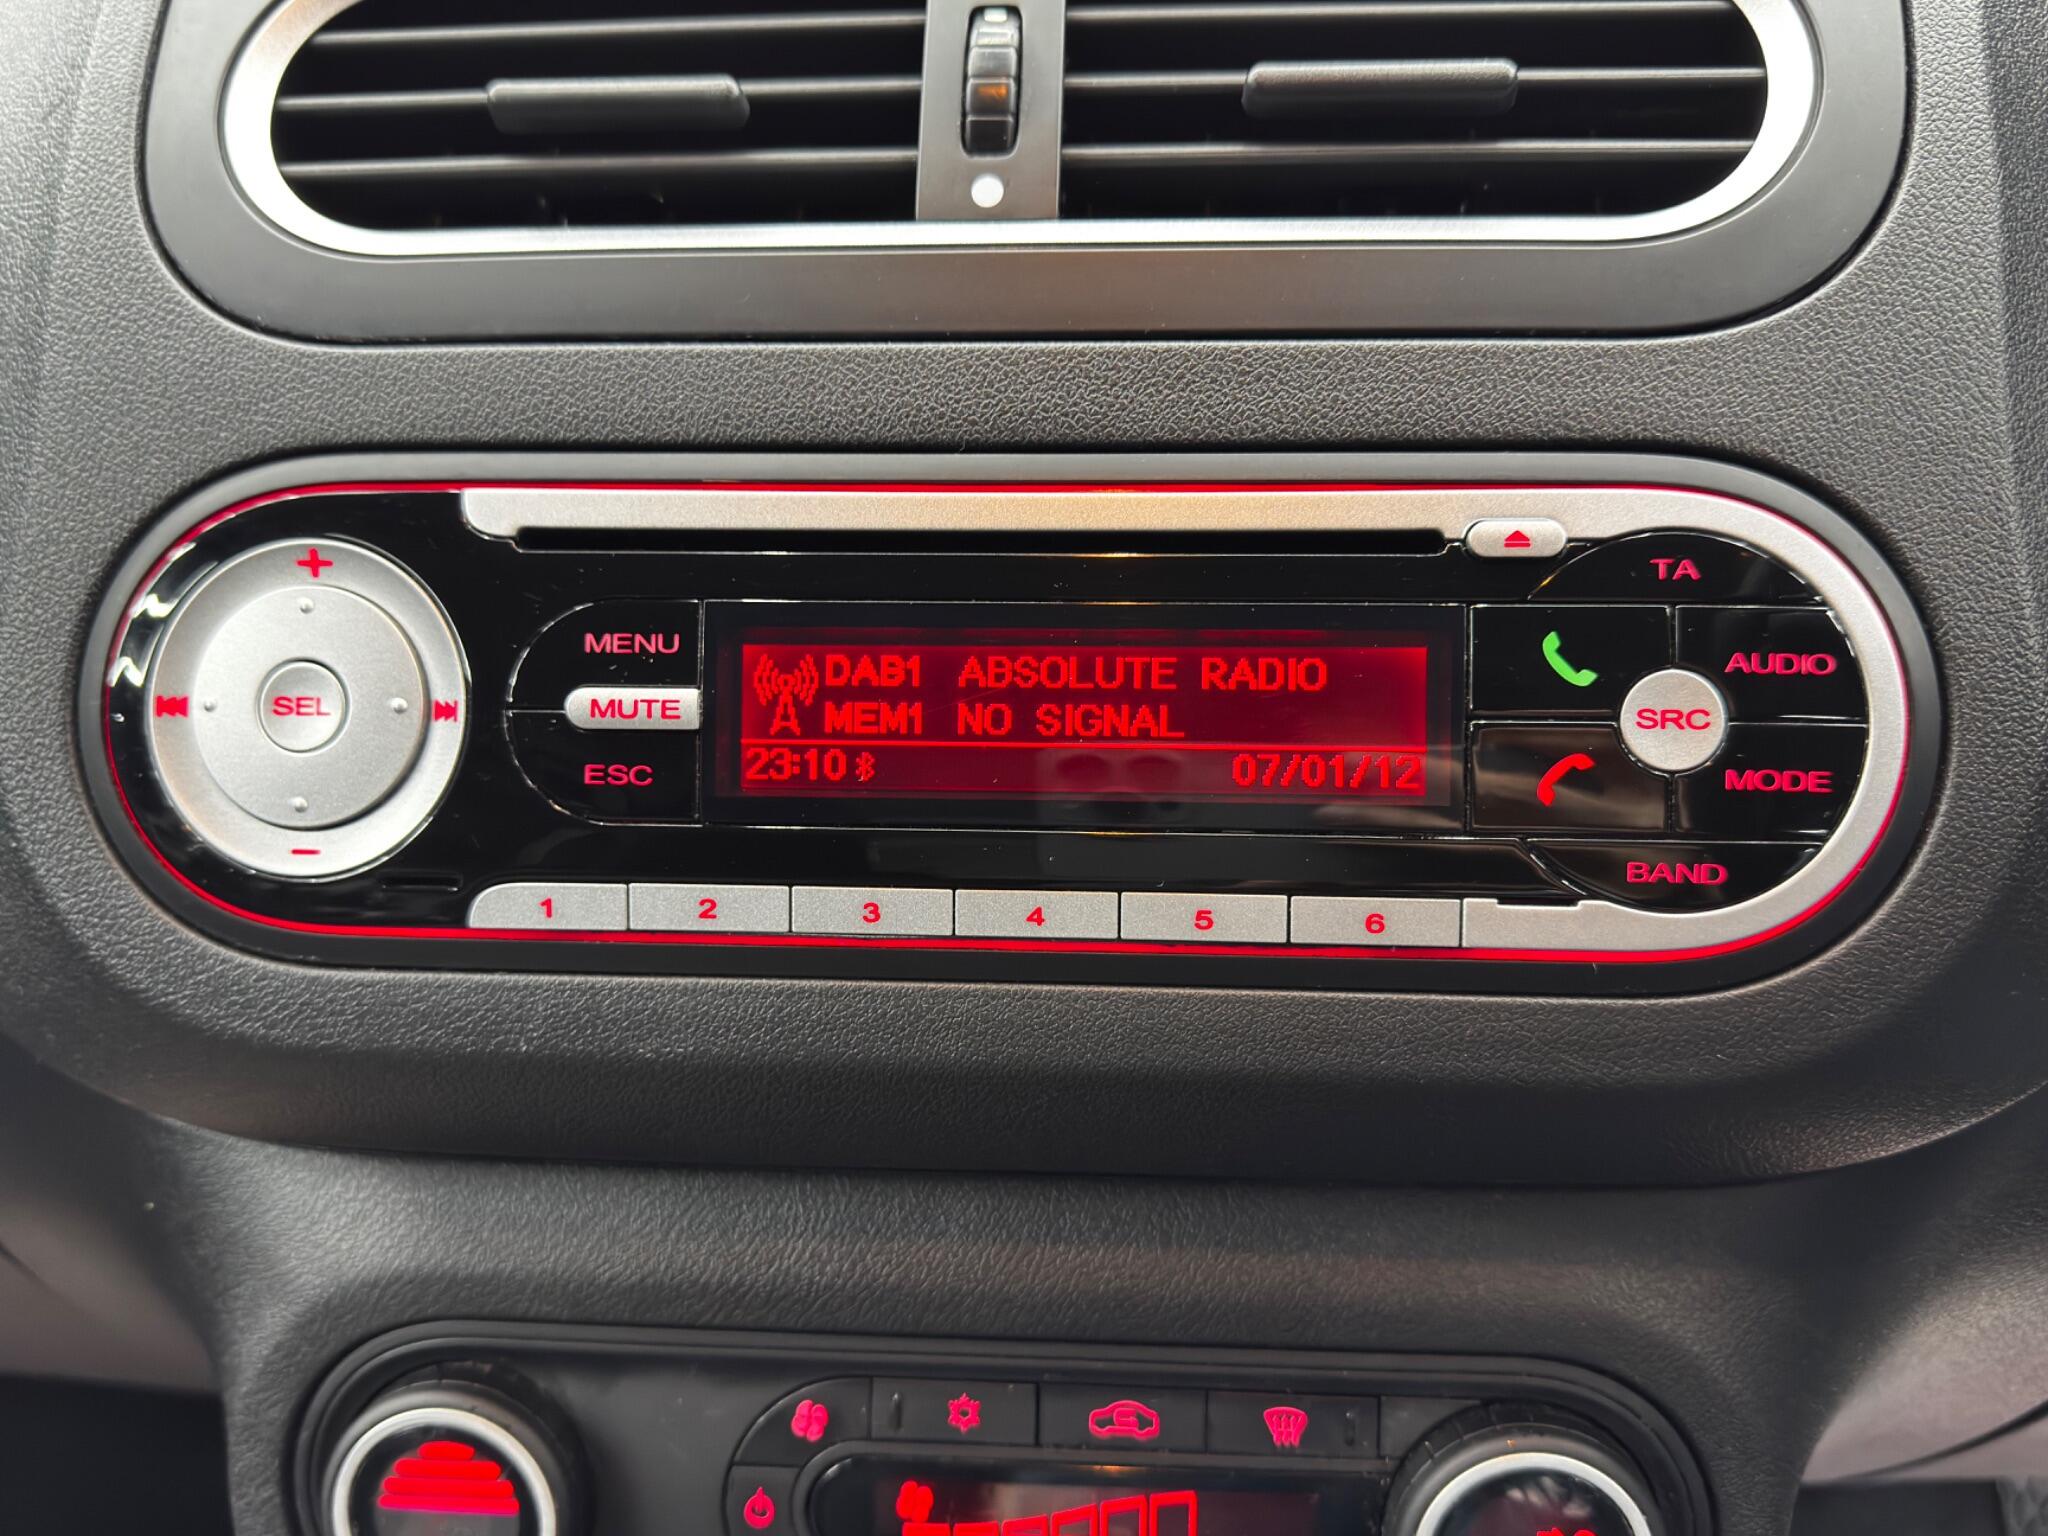 TA
MENU
MUTE
ESC
SEL
DAB1 ABSOLUTE RADIO
MEM1 NO SIGNAL
23:10 07/01/12
AUDIO
SRC
MODE
BAND
1 2 3 4 5 6